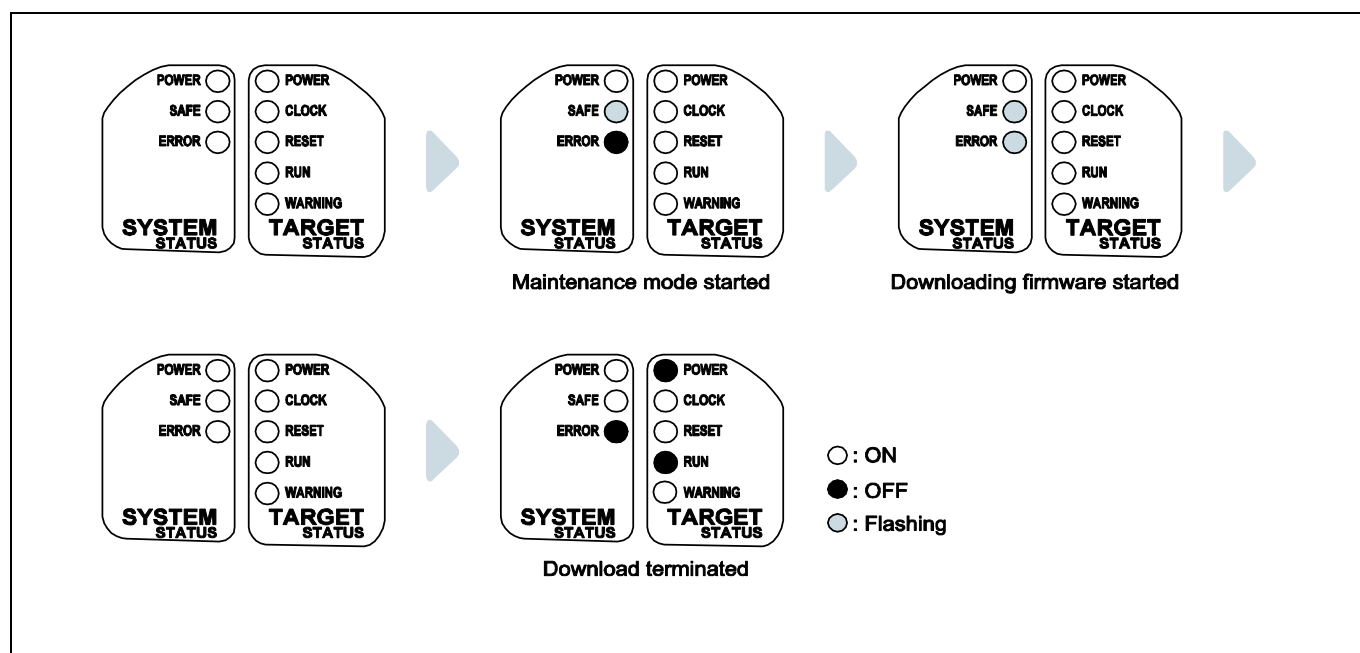 POWER POWER
SAFE CLOCK
ERROR RESET
RUN
WARNING
SYSTEM TARGET
STATUS STATUS
POWER POWER
SAFE CLOCK
ERROR RESET
RUN
WARNING
SYSTEM TARGET
STATUS STATUS
Maintenance mode started
POWER POWER
SAFE CLOCK
ERROR RESET
RUN
WARNING
SYSTEM TARGET
STATUS STATUS
Downloading firmware started
POWER POWER
SAFE CLOCK
ERROR RESET
RUN
WARNING
SYSTEM TARGET
STATUS STATUS
POWER POWER
SAFE CLOCK
ERROR RESET
RUN
WARNING
SYSTEM TARGET
STATUS STATUS
Download terminated
: ON
: OFF
: Flashing